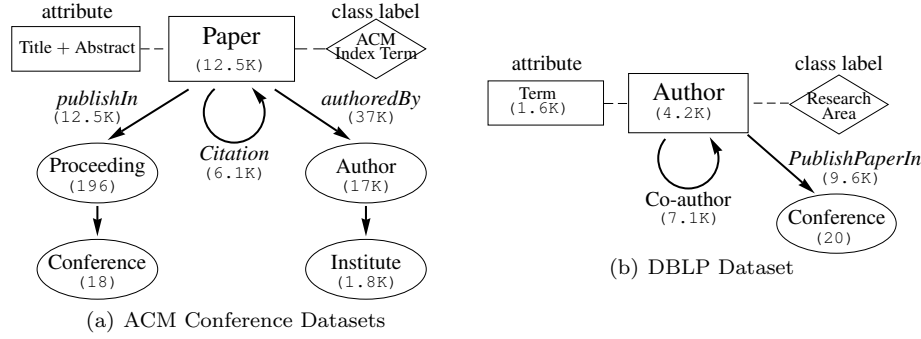 attribute
Title + Abstract
Paper
(12.5K)
class label
ACM
Index Term
publishIn
(12.5K)
Citation
(6.1K)
authoredBy
(37K)
Proceeding
(196)
Author
(17K)
Conference
(18)
Institute
(1.8K)
(a) ACM Conference Datasets
attribute
Term
(1.6K)
Author
(4.2K)
class label
Research
Area
Co-author
(7.1K)
PublishPaperIn
(9.6K)
Conference
(20)
(b) DBLP Dataset